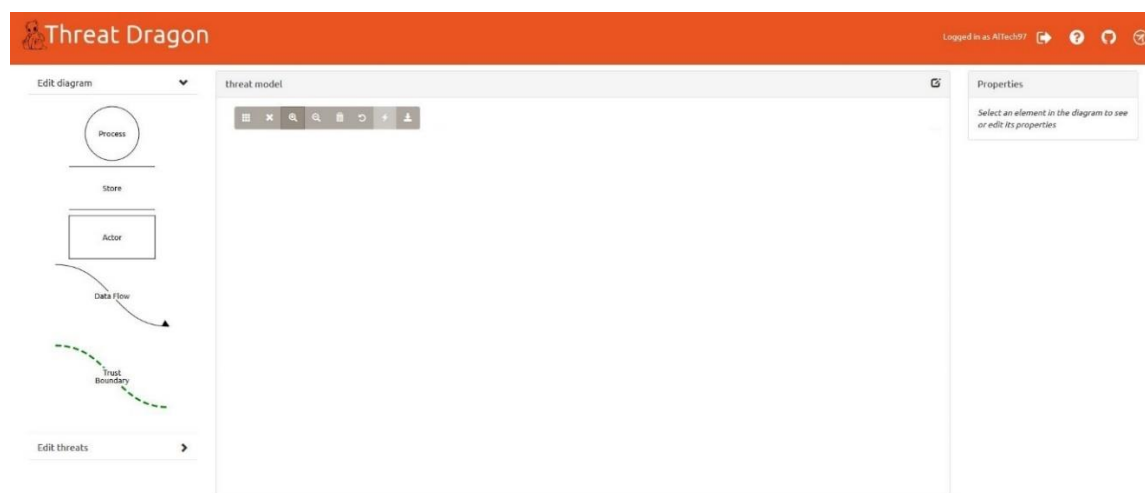 Threat Dragon
Logged in as AlTech97
Edit diagram
Process
Store
Actor
Data Flow
Trust
Boundary
Edit threats
threat model
Properties
Select an element in the diagram to see
or edit its properties